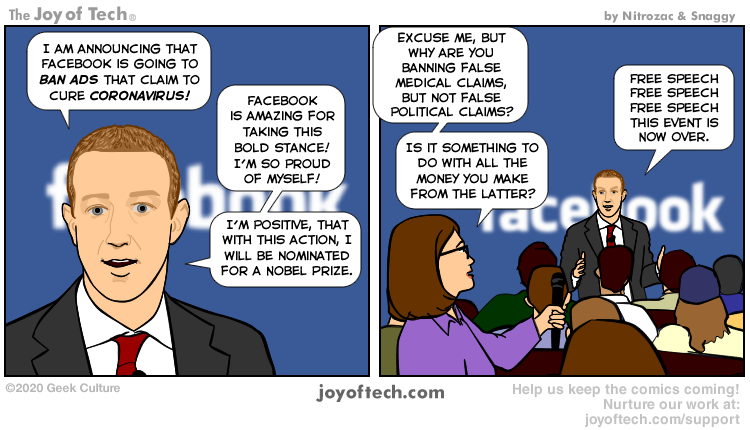 The Joy of Tech®
by Nitrozac & Snaggy
I AM ANNOUNCING THAT
FACEBOOK IS GOING TO
BAN ADS THAT CLAIM TO
CURE CORONAVIRUS!
FACEBOOK
IS AMAZING FOR
TAKING THIS
BOLD STANCE!
I'M SO PROUD
OF MYSELF!
I'M POSITIVE, THAT
WITH THIS ACTION, I
WILL BE NOMINATED
FOR A NOBEL PRIZE.
facebook
EXCUSE ME, BUT
WHY ARE YOU
BANNING FALSE
MEDICAL CLAIMS,
BUT NOT FALSE
POLITICAL CLAIMS?
IS IT SOMETHING TO
DO WITH ALL THE
MONEY YOU MAKE
FROM THE LATTER?
FREE SPEECH
FREE SPEECH
FREE SPEECH
THIS EVENT IS
NOW OVER.
facebook
©2020 Geek Culture
joyoftech.com
Help us keep the comics coming!
Nurture our work at:
joyoftech.com/support